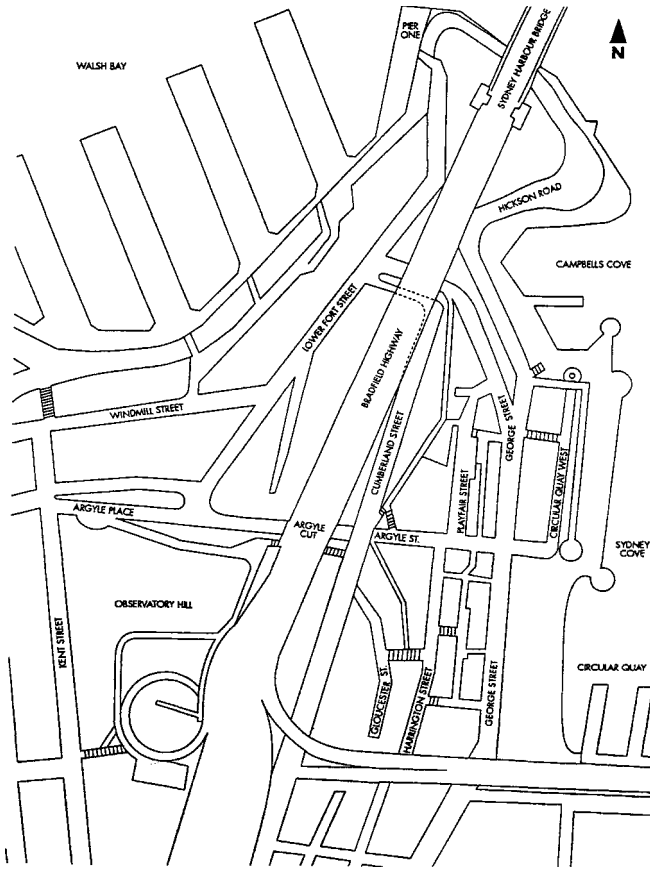 PIER
ONE
SYDNEY HARBOUR BRIDGE
N
WALSH BAY
HICKSON ROAD
CAMPBELLS COVE
LOWER FORT STREET
BRADFIELD HIGHWAY
WINDMILL STREET
GEORGE STREET
CUMBERLAND STREET
PLAYFAIR STREET
CIRCULAR QUAY WEST
ARGYLE PLACE
ARGYLE
CUT
ARGYLE ST.
SYDNEY
COVE
OBSERVATORY HILL
KENT STREET
CIRCULAR QUAY
GLOUCESTER ST.
HARRINGTON STREET
GEORGE STREET